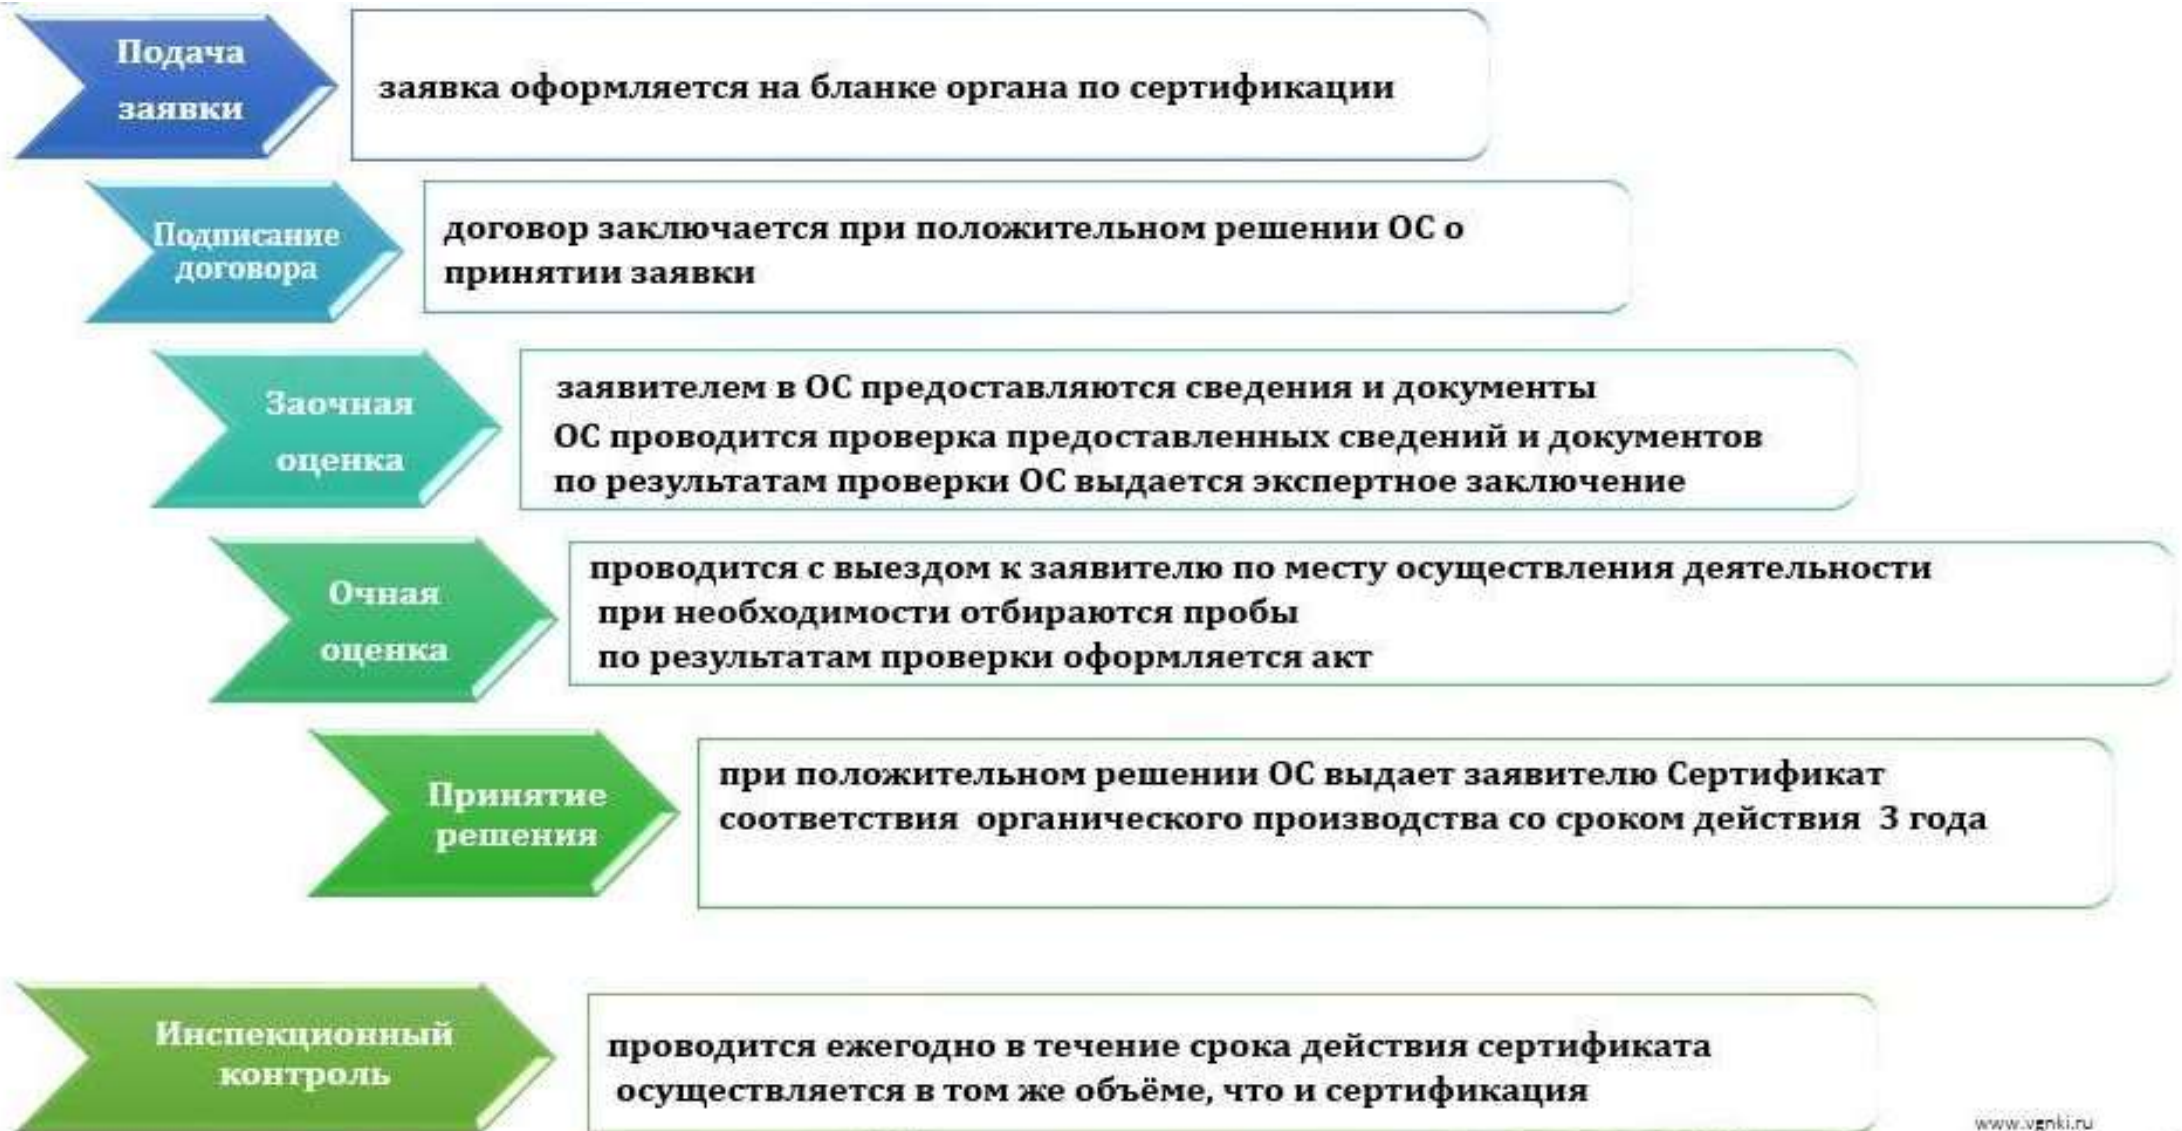 Подача
заявки
заявка оформляется на бланке органа по сертификации
Подписание
договора
договор заключается при положительном решении ОС о
принятии заявки
Заочная
оценка
заявителем в ОС предоставляются сведения и документы
ОС проводится проверка предоставленных сведений и документов
по результатам проверки ОС выдается экспертное заключение
Очная
оценка
проводится с выездом к заявителю по месту осуществления деятельности
при необходимости отбираются пробы
по результатам проверки оформляется акт
Принятие
решения
при положительном решении ОС выдает заявителю Сертификат
соответствия органического производства со сроком действия 3 года
Инспекционный
контроль
проводится ежегодно в течение срока действия сертификата
осуществляется в том же объёме, что и сертификация
www.vgnki.ru